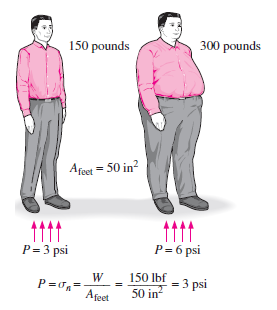 150 pounds
300 pounds
A_feet = 50 in²
P = 3 psi
P = 6 psi
P = σ_n = W / A_feet = 150 lbf / 50 in² = 3 psi